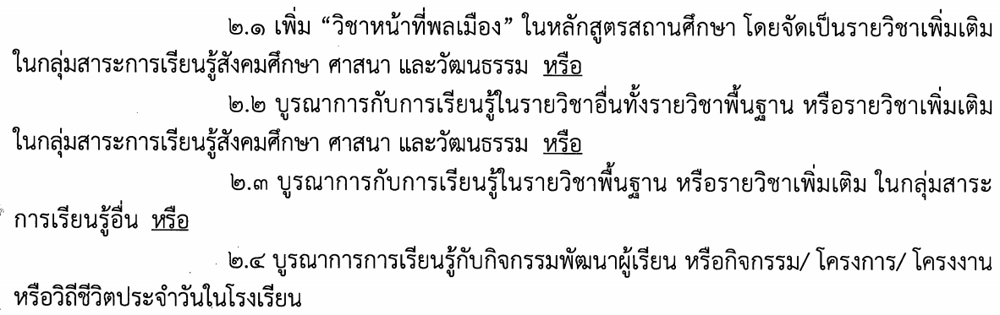 ๒.๑ เพิ่ม “วิชาหน้าที่พลเมือง” ในหลักสูตรสถานศึกษา โดยจัดเป็นรายวิชาเพิ่มเติม
ในกลุ่มสาระการเรียนรู้สังคมศึกษา ศาสนา และวัฒนธรรม หรือ
๒.๒ บูรณาการกับการเรียนรู้ในรายวิชาอื่นทั้งรายวิชาพื้นฐาน หรือรายวิชาเพิ่มเติม
ในกลุ่มสาระการเรียนรู้สังคมศึกษา ศาสนา และวัฒนธรรม หรือ
๒.๓ บูรณาการกับการเรียนรู้ในรายวิชาพื้นฐาน หรือรายวิชาเพิ่มเติม ในกลุ่มสาระ
การเรียนรู้อื่น หรือ
๒.๔ บูรณาการการเรียนรู้กับกิจกรรมพัฒนาผู้เรียน หรือกิจกรรม/ โครงการ/ โครงงาน
หรือวิถีชีวิตประจำวันในโรงเรียน